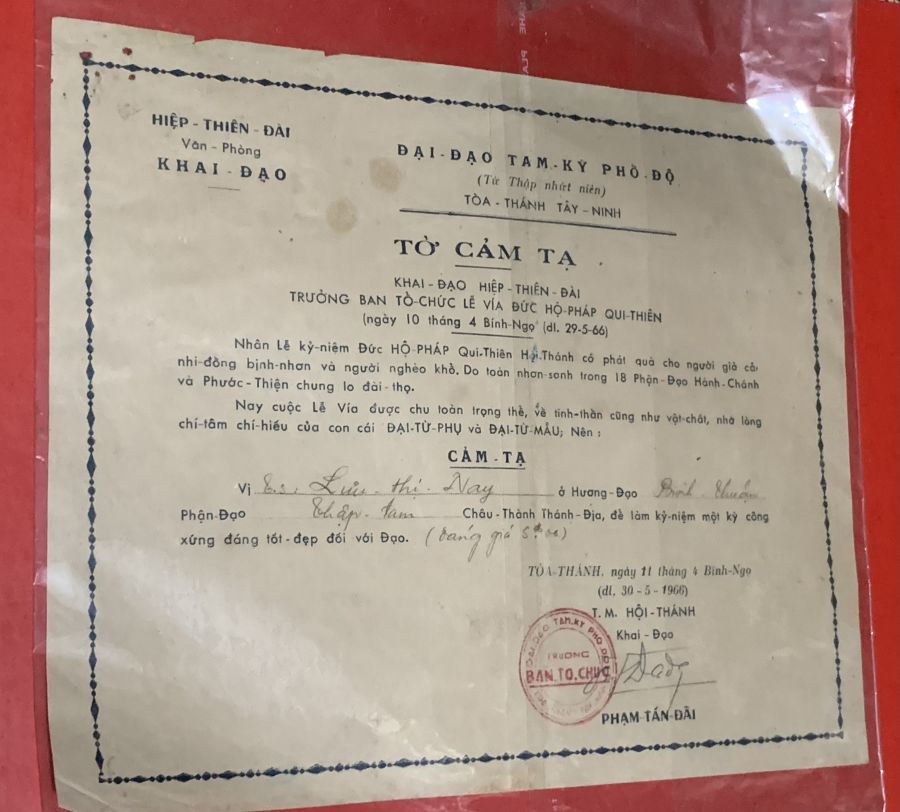 HIỆP - THIÊN - ĐÀI
Văn - Phòng
KHAI - ĐẠO
ĐẠI - ĐẠO TAM - KỲ PHỔ - ĐỘ
(Tứ Thập nhứt niên)
TÒA - THÁNH TÂY - NINH
TỜ CẢM TẠ
KHAI - ĐẠO HIỆP - THIÊN - ĐÀI
TRƯỞNG BAN TỔ-CHỨC LỄ VÍA ĐỨC HỘ-PHÁP QUI-THIÊN
(ngày 10 tháng 4 Bính-Ngọ (dl. 29-5-66)
Nhân Lễ kỷ-niệm Đức HỘ-PHÁP Qui-Thiên Hội.Thánh có phát quà cho người già cả,
nhi-đồng bịnh-nhơn và người nghèo khổ. Do toàn nhơn-sanh trong 18 Phận-Đạo Hành-Chánh
và Phước-Thiện chung lo đài-thọ.
Nay cuộc Lễ Vía được chu toàn trọng thể, về tinh-thần cũng như vật-chất, nhờ lòng
chí-tâm chí-hiếu của con cái ĐẠI-TỪ-PHỤ và ĐẠI-TỪ-MẪU; Nên :
CẢM - TẠ
Vị Lưu - thị - Nay ở Hương-Đạo Bình - Thuận
Phận-Đạo Thập - tam Châu-Thành Thánh-Địa, để làm kỷ-niệm một kỳ công
xứng đáng tốt-đẹp đối với Đạo. (đáng giá
TÒA-THÁNH, ngày 11 tháng 4 Bính-Ngọ
(dl. 30-5-1966)
T.M. HỘI-THÁNH
Khai - Đạo
ĐẠI ĐẠO TAM.KỲ PHỔ ĐỘ
TRƯỞNG
BAN.TỔ.CHỨC
PHẠM TẤN ĐÃI